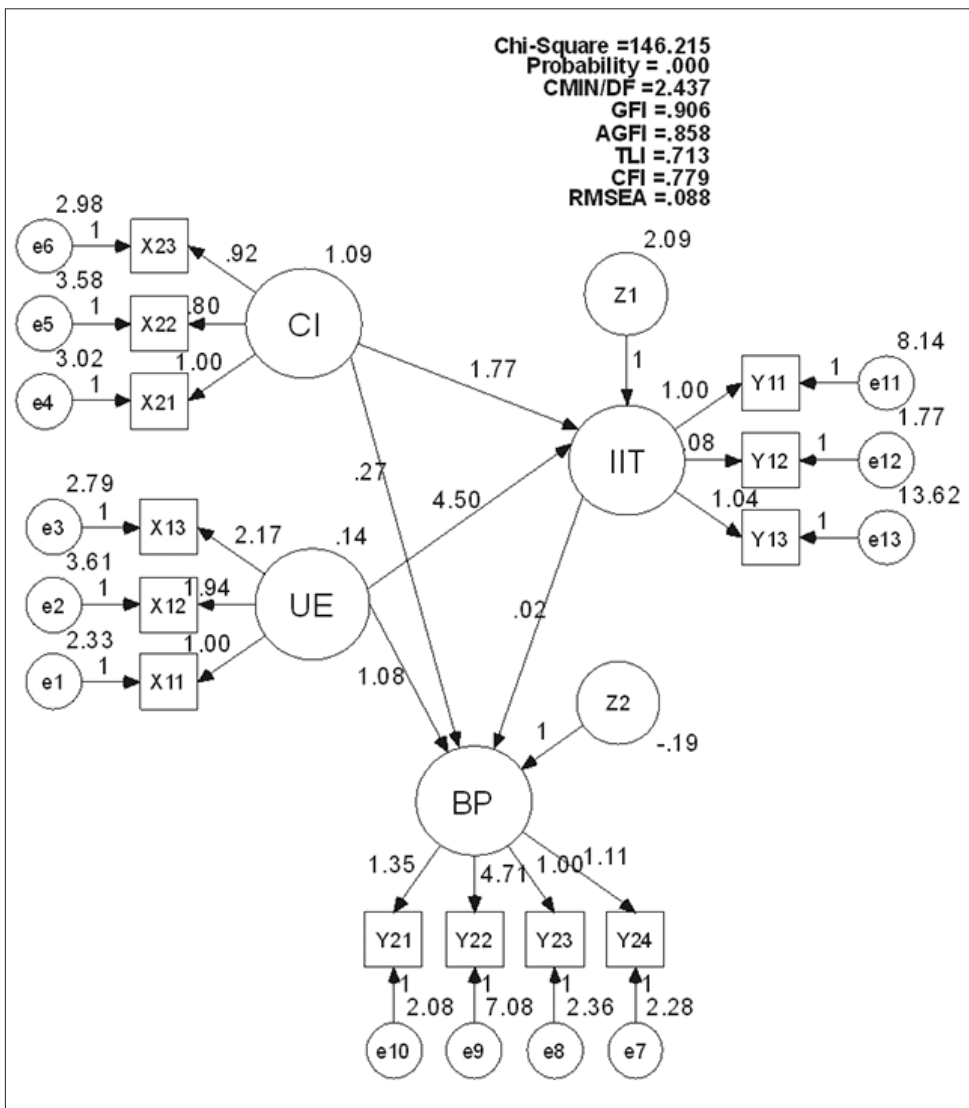 Chi-Square =146.215
Probability = .000
CMIN/DF =2.437
GFI =.906
AGFI =.858
TLI =.713
CFI =.779
RMSEA =.088
2.98
e6 1 X23
.92
1.09
3.58
e5 1 X22
.80
CI
3.02
e4 1 X21
1.00
2.09
Z1
1
1.77
8.14
1.00
Y11 1 e11
1.77
IIT
.08
Y12 1 e12
13.62
1.04
Y13 1 e13
.27
4.50
2.79
e3 1 X13
2.17
.14
3.61
e2 1 X12
1.94
UE
2.33
e1 1 X11
1.00
1.08
.02
Z2
1
-.19
BP
1.35
4.71
1.00
1.11
Y21 Y22 Y23 Y24
1 1 1 1
2.08 7.08 2.36 2.28
e10 e9 e8 e7